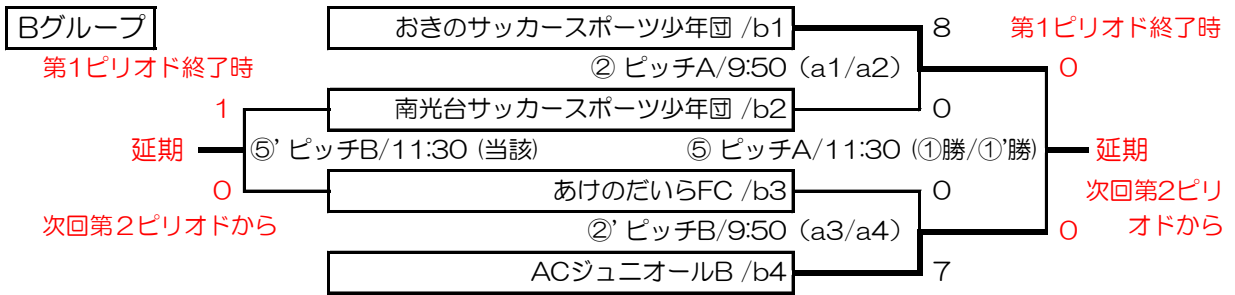 Bグループ
おきのサッカースポーツ少年団 /b1
8
第1ピリオド終了時
第1ピリオド終了時
② ピッチA/9:50（a1/a2）
0
1
南光台サッカースポーツ少年団 /b2
0
延期
⑤' ピッチB/11:30 (当該)
⑤ ピッチA/11:30 (①勝/①'勝)
延期
0
あけのだいらFC /b3
0
次回第2ピリ
オドから
次回第２ピリオドから
②' ピッチB/9:50（a3/a4）
0
ACジュニオールB /b4
7